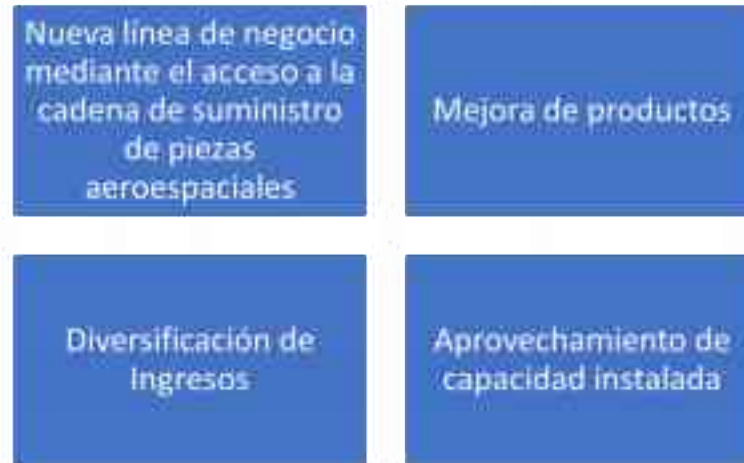 Nueva línea de negocio
mediante el acceso a la
cadena de suministro
de piezas
aeroespaciales
Mejora de productos
Diversificación de
Ingresos
Aprovechamiento de
capacidad instalada